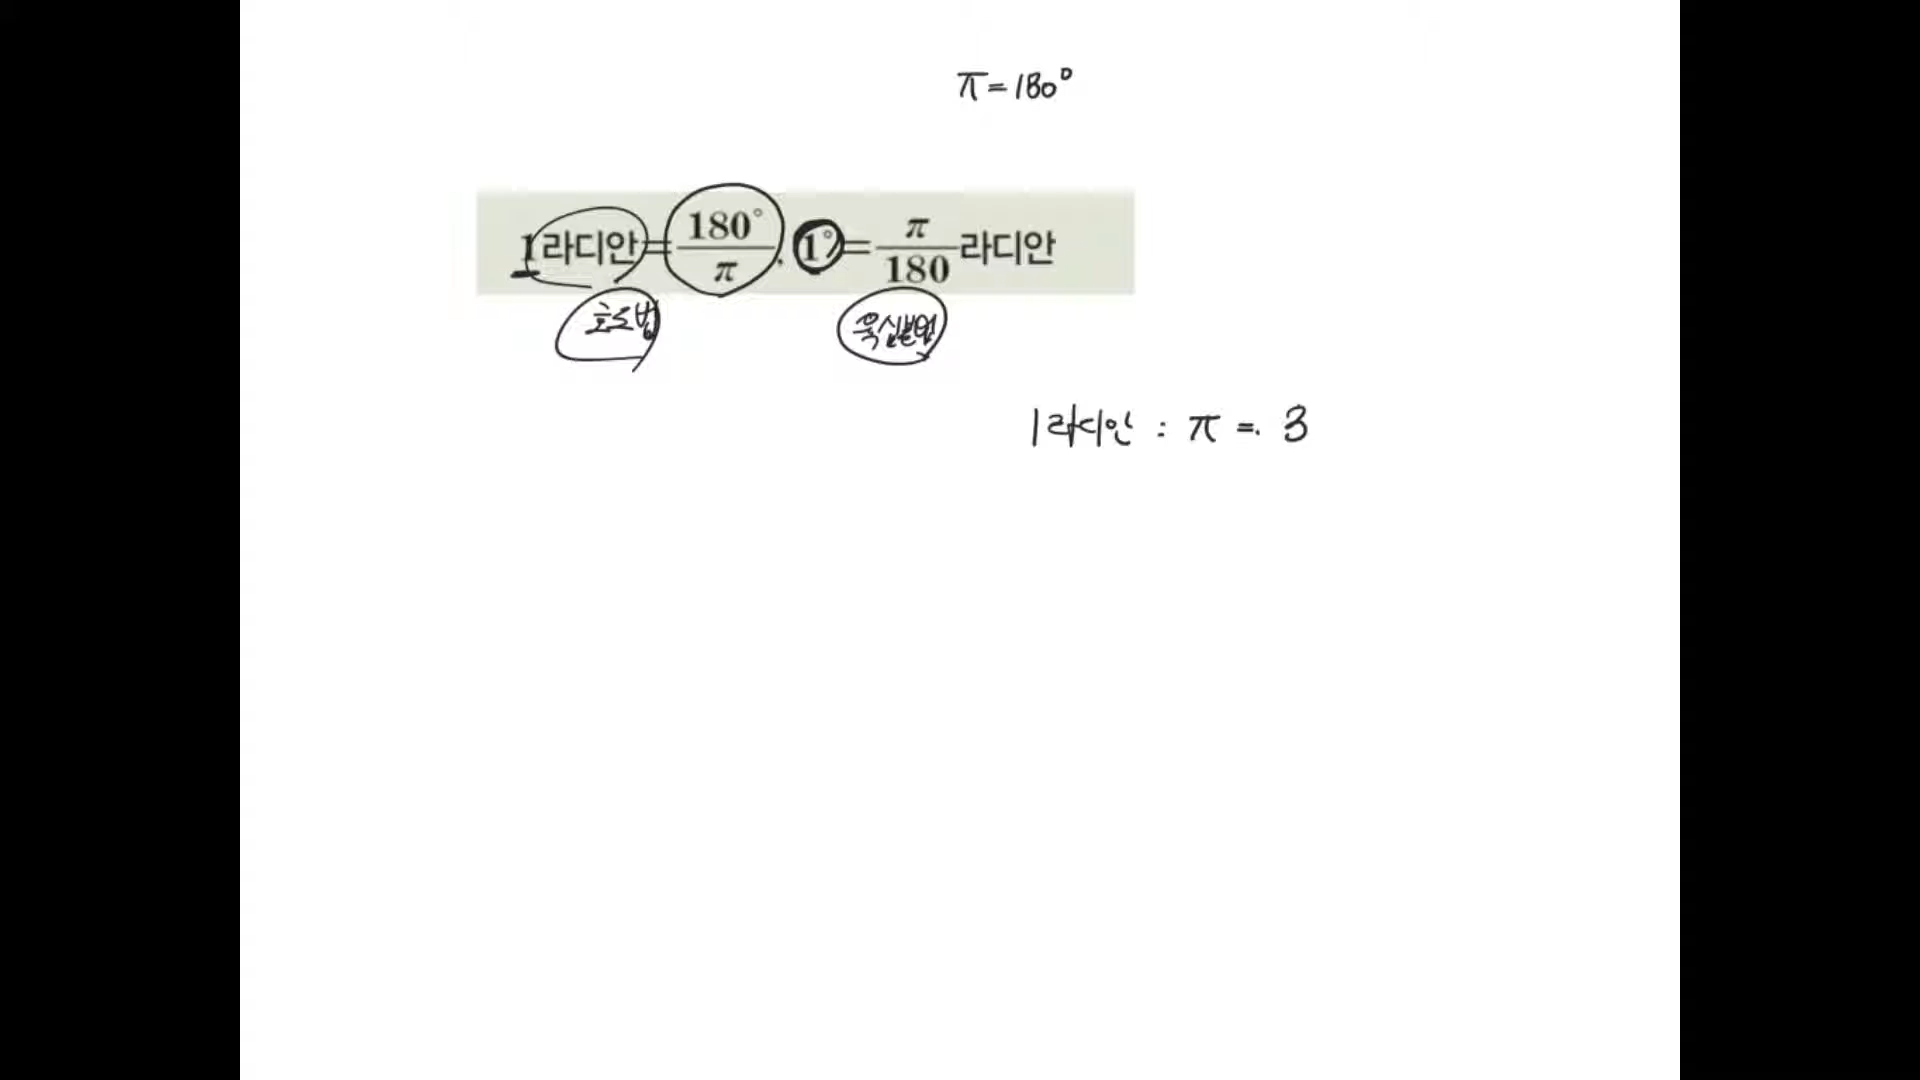 π=180°
1라디안=180°/π, 1°=π/180 라디안
호도법 육십분법
1라디안 : π =. 3